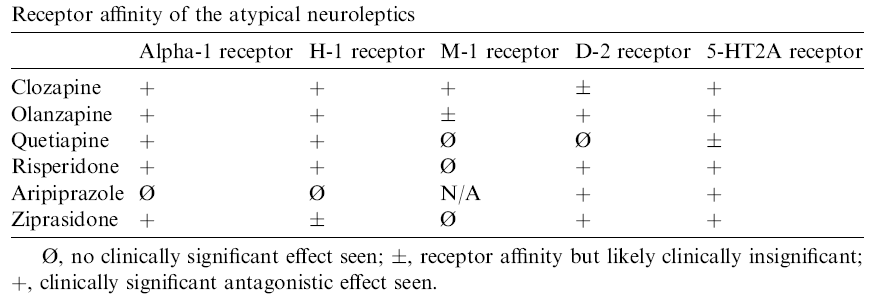 Receptor affinity of the atypical neuroleptics
Alpha-1 receptor H-1 receptor M-1 receptor D-2 receptor 5-HT2A receptor
Clozapine + + + ± +
Olanzapine + + ± + +
Quetiapine + + Ø Ø ±
Risperidone + + Ø + +
Aripiprazole Ø Ø N/A + +
Ziprasidone + ± Ø + +
Ø, no clinically significant effect seen; ±, receptor affinity but likely clinically insignificant;
+, clinically significant antagonistic effect seen.